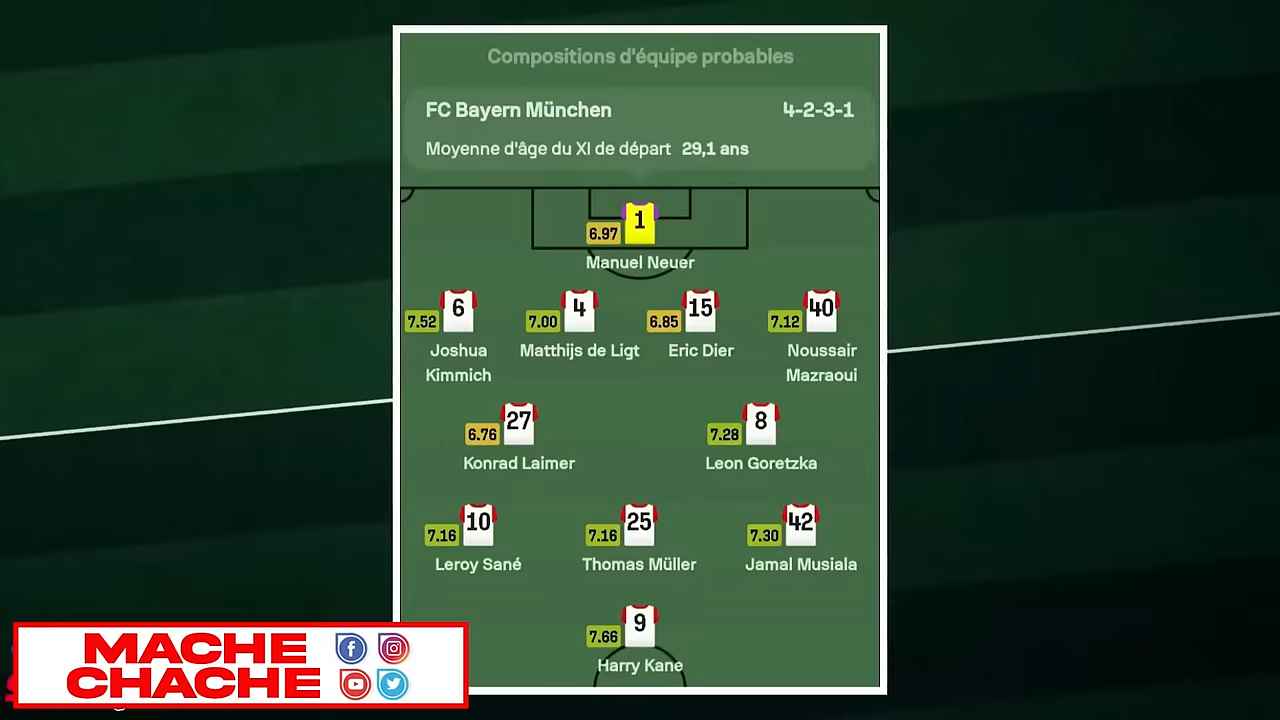 Compositions d'équipe probables
FC Bayern München 4-2-3-1
Moyenne d'âge du XI de départ 29,1 ans
1
6.97
Manuel Neuer
6 4 15 40
7.52 7.00 6.85 7.12
Joshua Kimmich Matthijs de Ligt Eric Dier Noussair Mazraoui
27 8
6.76 7.28
Konrad Laimer Leon Goretzka
10 25 42
7.16 7.16 7.30
Leroy Sané Thomas Müller Jamal Musiala
9
7.66
Harry Kane
MACHE
CHACHE